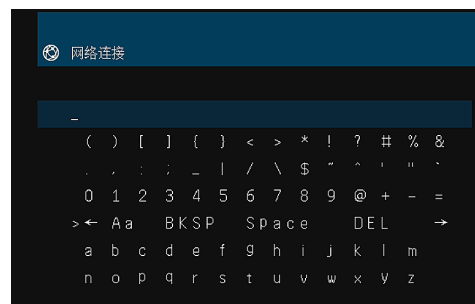 网络连接
_
( ) [ ] { } < > * ! ? # % &
. , : ; _ | / \ $ ~ ^ ' " `
0 1 2 3 4 5 6 7 8 9 @ + - =
>← Aa BKSP Space DEL →
a b c d e f g h i j k l m
n o p q r s t u v w x y z